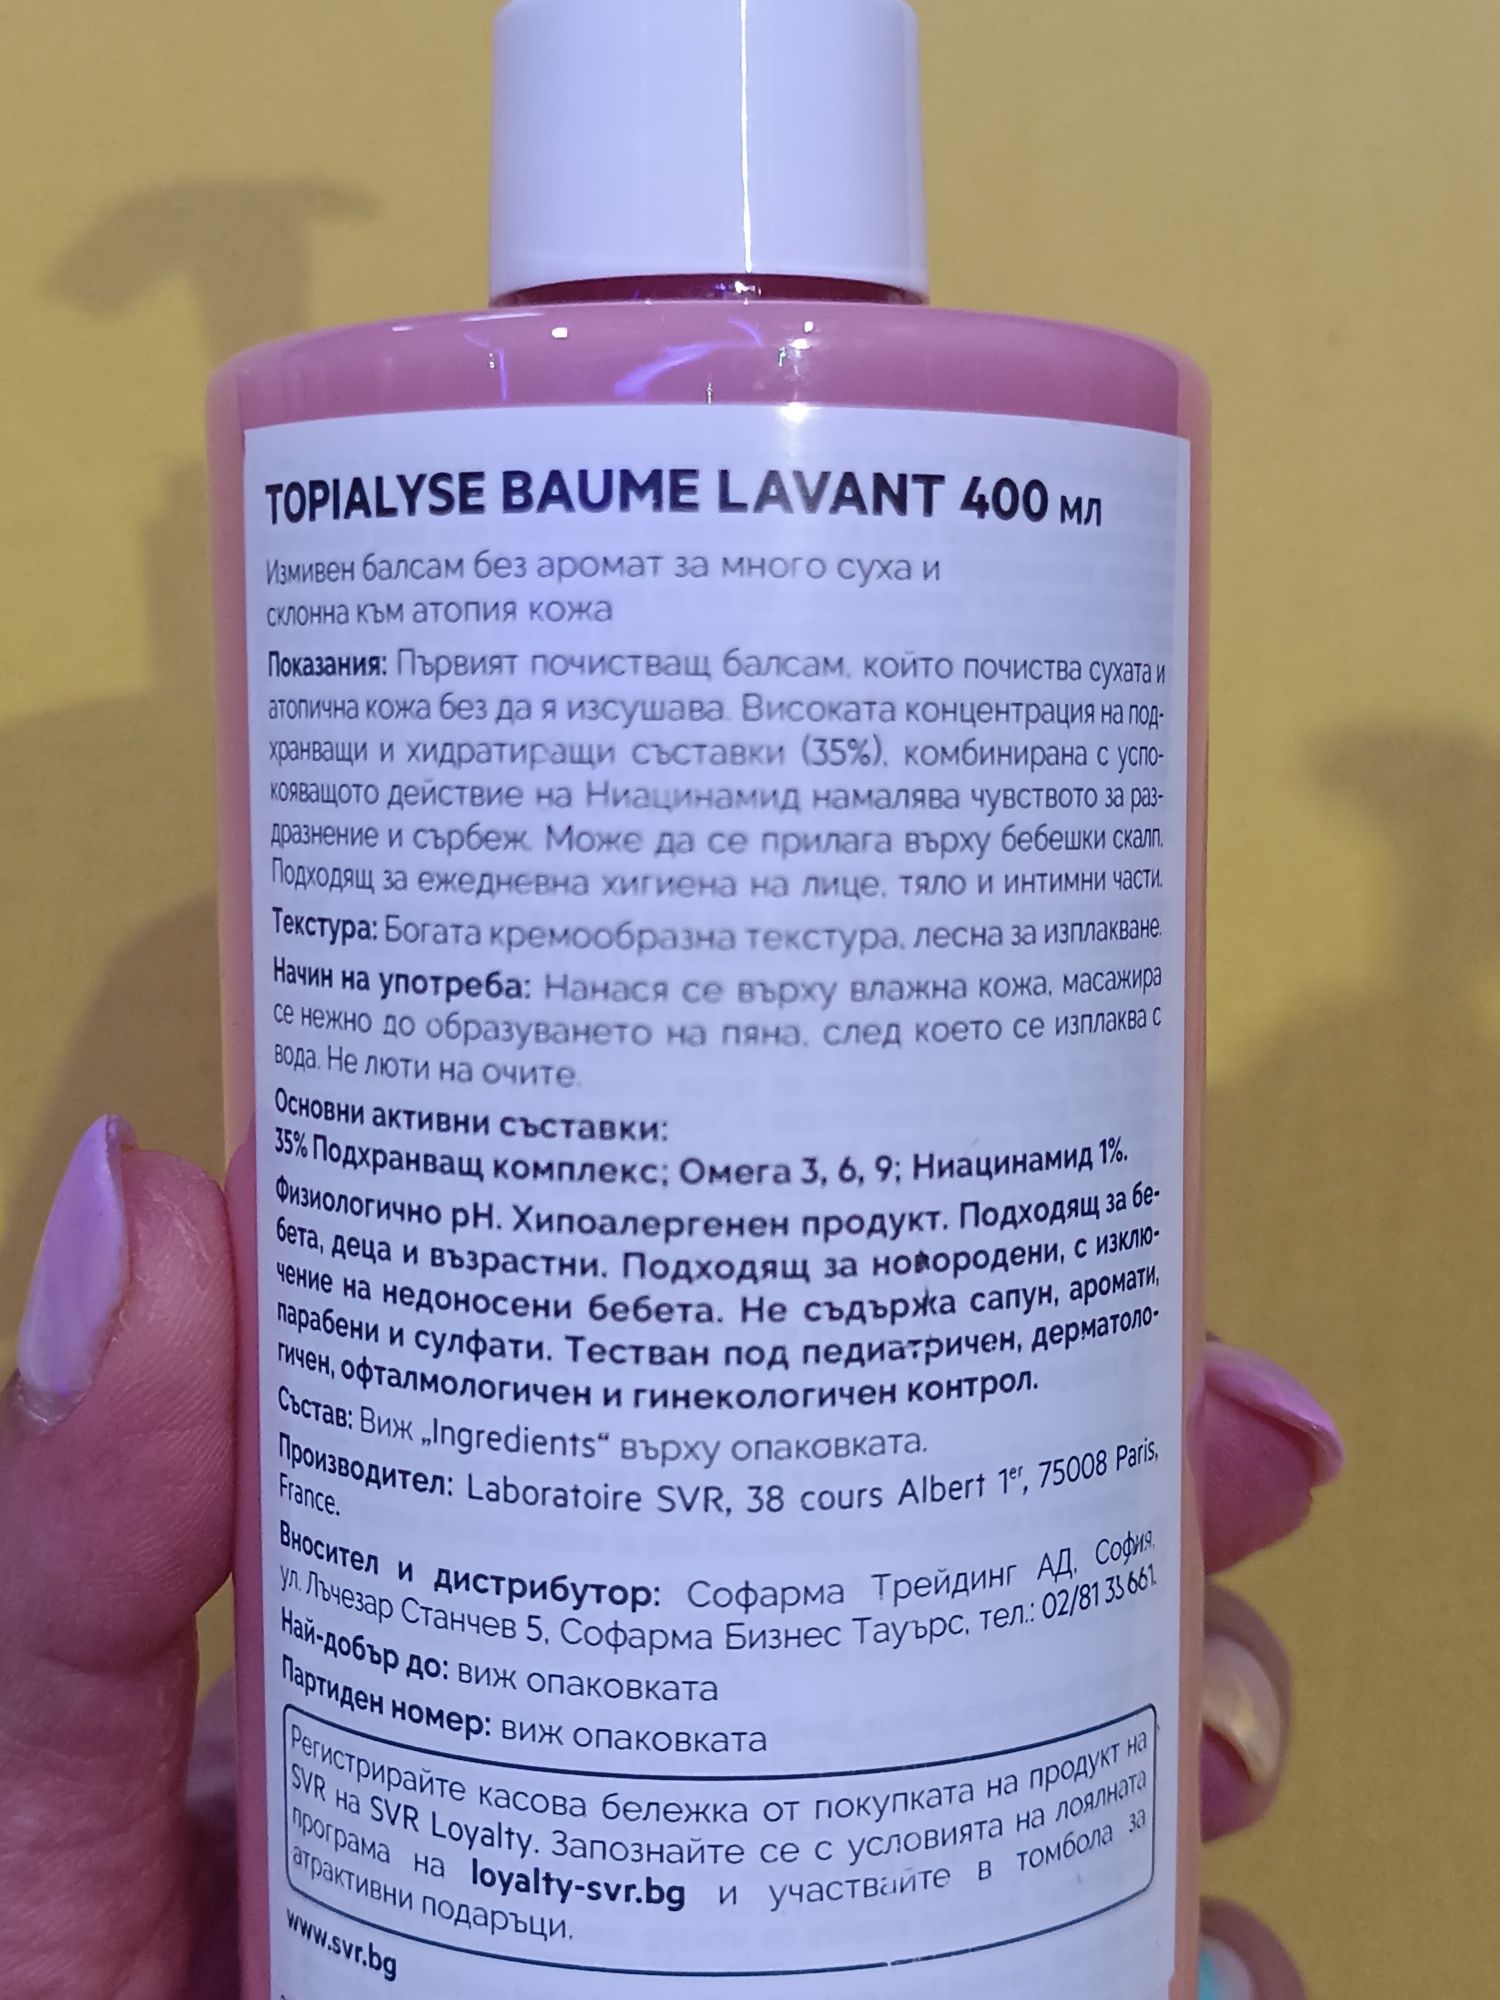 TOPIALYSE BAUME LAVANT 400 мл
Измивен балсам без аромат за много суха и
склонна към атопия кожа
Показания: Първият почистващ балсам, който почиства сухата и
атопична кожа без да я изсушава. Високата концентрация на под-
хранващи и хидратиращи съставки (35%), комбинирана с успо-
кояващото действие на Ниацинамид намалява чувството за раз-
дразнение и сърбеж. Може да се прилага върху бебешки скалп.
Подходящ за ежедневна хигиена на лице, тяло и интимни части.
Текстура: Богата кремообразна текстура, лесна за изплакване.
Начин на употреба: Нанася се върху влажна кожа, масажира
се нежно до образуването на пяна, след което се изплаква с
вода. Не люти на очите.
Основни активни съставки:
35% Подхранващ комплекс; Омега 3, 6, 9; Ниацинамид 1%.
Физиологично pH. Хипоалергенен продукт. Подходящ за бе-
бета, деца и възрастни. Подходящ за новородени, с изклю-
чение на недоносени бебета. Не съдържа сапун, аромати,
парабени и сулфати. Тестван под педиатричен, дерматоло-
гичен, офталмологичен и гинекологичен контрол.
Състав: Виж „Ingredients“ върху опаковката.
Производител: Laboratoire SVR, 38 cours Albert 1er, 75008 Paris,
France.
Вносител и дистрибутор: Софарма Трейдинг АД, София,
ул. Лъчезар Станчев 5, Софарма Бизнес Тауърс, тел.: 02/81 33 661.
Най-добър до: виж опаковката
Партиден номер: виж опаковката
Регистрирайте касова бележка от покупката на продукт на
SVR на SVR Loyalty. Запознайте се с условията на лоялната
програма на loyalty-svr.bg и участвайте в томбола за
атрактивни подаръци.
www.svr.bg